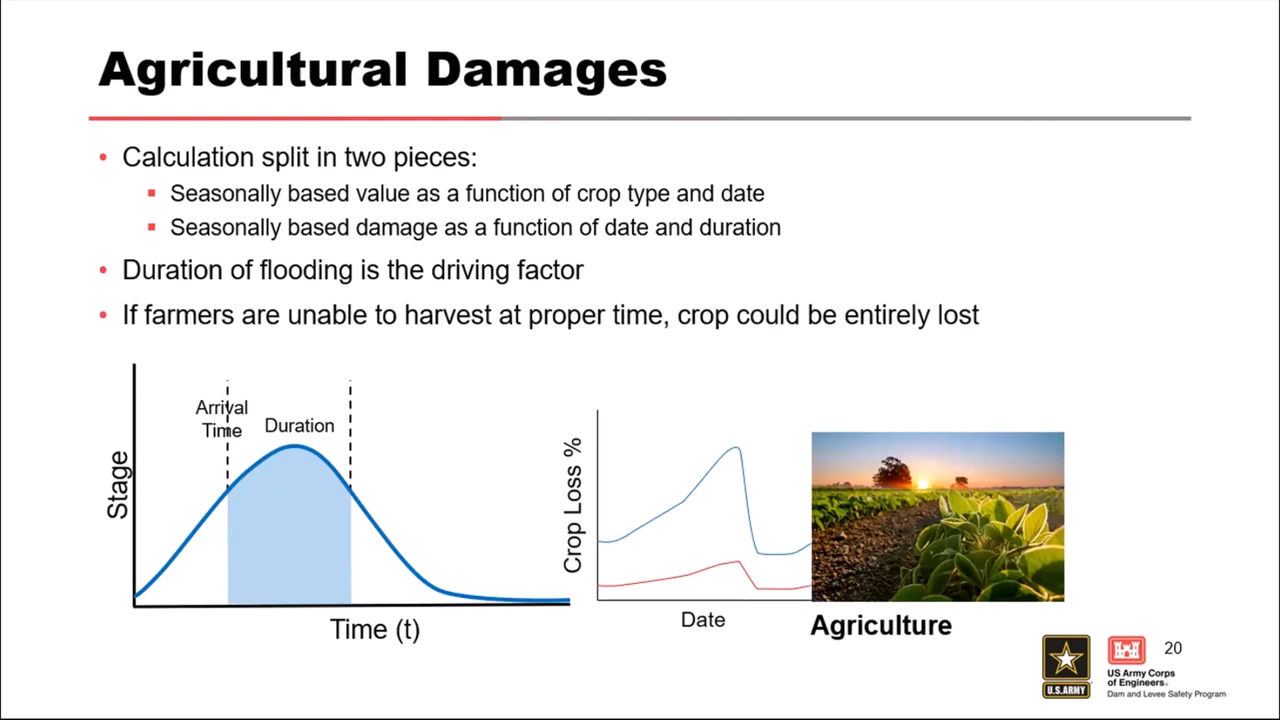 Agricultural Damages
• Calculation split in two pieces:
▪ Seasonally based value as a function of crop type and date
▪ Seasonally based damage as a function of date and duration
• Duration of flooding is the driving factor
• If farmers are unable to harvest at proper time, crop could be entirely lost
Arrival
Time
Duration
Stage
Time (t)
Crop Loss %
Date
Agriculture
U.S.ARMY
US Army Corps
of Engineers®
Dam and Levee Safety Program
20